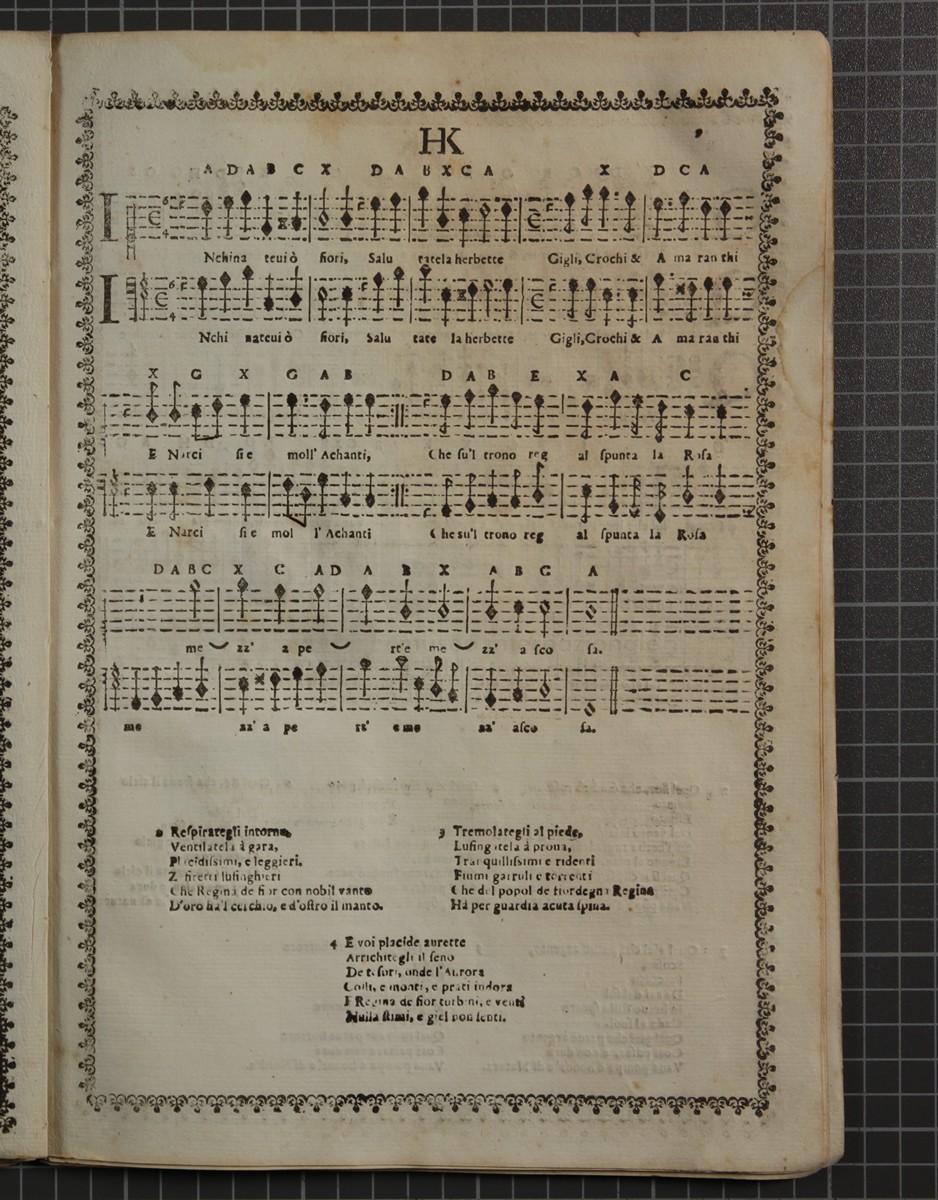 HK
A D A B C X D A B X C A X D C A
I Nchina teui ò fiori, Salu tatela herbette Gigli, Crochi & A ma ran thi
I Nchi nateui ò fiori, Salu tate la herbette Gigli, Crochi & A ma ran thi
X G X G A B D A B E X A C
E Narci si e moll' Achanti, Che su'l trono reg al spunta la Rosa
E Narci si e mol l' Achanti Che su'l trono reg al spunta la Rosa
D A B C X C A D A B X A B G A
me zz' a pe rt'e me zz' a sco sa.
me zz' a pe rt' e me zz' asco sa.
2 Respirategli intorno,
Ventilatela à gara,
Placidissimi, e leggieri.
Zefiretti lusinghieri
Che Regina de fior con nobil vanto
D'oro ha'l cerchio, e d'ostro il manto.
3 Tremolategli al piede,
Lusingatela à proua,
Tranquillissimi e ridenti
Fiumi garruli e torrenti
Che del popol de fior degna Regina
Hà per guardia acuta spina.
4 E voi placide aurette
Arrichitegli il seno
De tesori, onde l'Aurora
Colli, e monti, e prati indora
E Regina de fior turbini, e venti
Nulla stimi, e giel non senti.